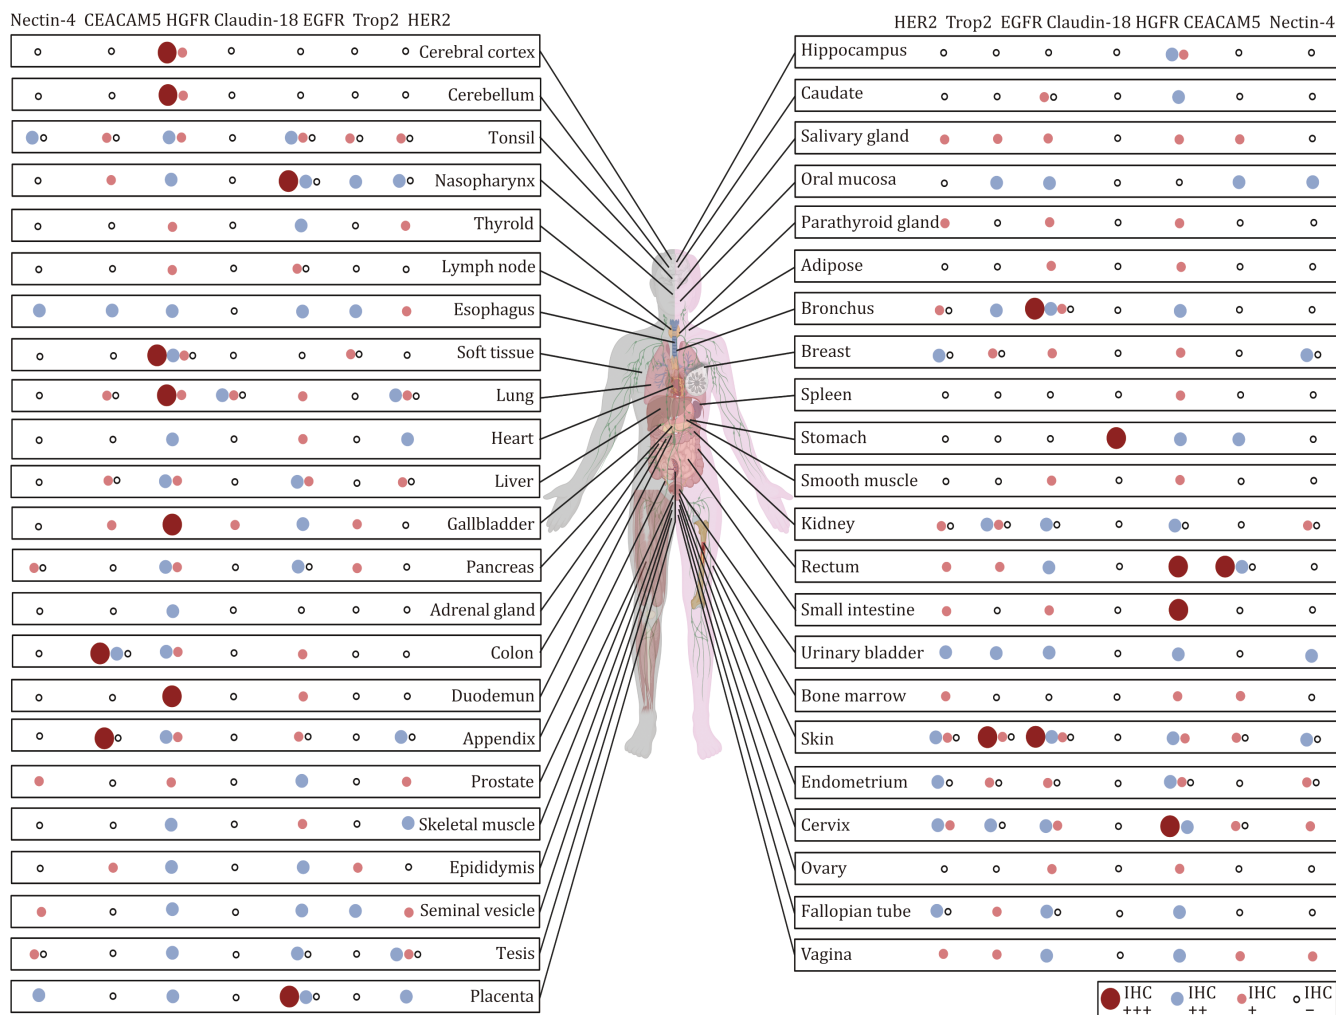 Nectin-4 CEACAM5 HGFR Claudin-18 EGFR Trop2 HER2
Cerebral cortex
Cerebellum
Tonsil
Nasopharynx
Thyrold
Lymph node
Esophagus
Soft tissue
Lung
Heart
Liver
Gallbladder
Pancreas
Adrenal gland
Colon
Duodemun
Appendix
Prostate
Skeletal muscle
Epididymis
Seminal vesicle
Tesis
Placenta
HER2 Trop2 EGFR Claudin-18 HGFR CEACAM5 Nectin-4
Hippocampus
Caudate
Salivary gland
Oral mucosa
Parathyroid gland
Adipose
Bronchus
Breast
Spleen
Stomach
Smooth muscle
Kidney
Rectum
Small intestine
Urinary bladder
Bone marrow
Skin
Endometrium
Cervix
Ovary
Fallopian tube
Vagina
IHC IHC IHC IHC
+++ ++ + −